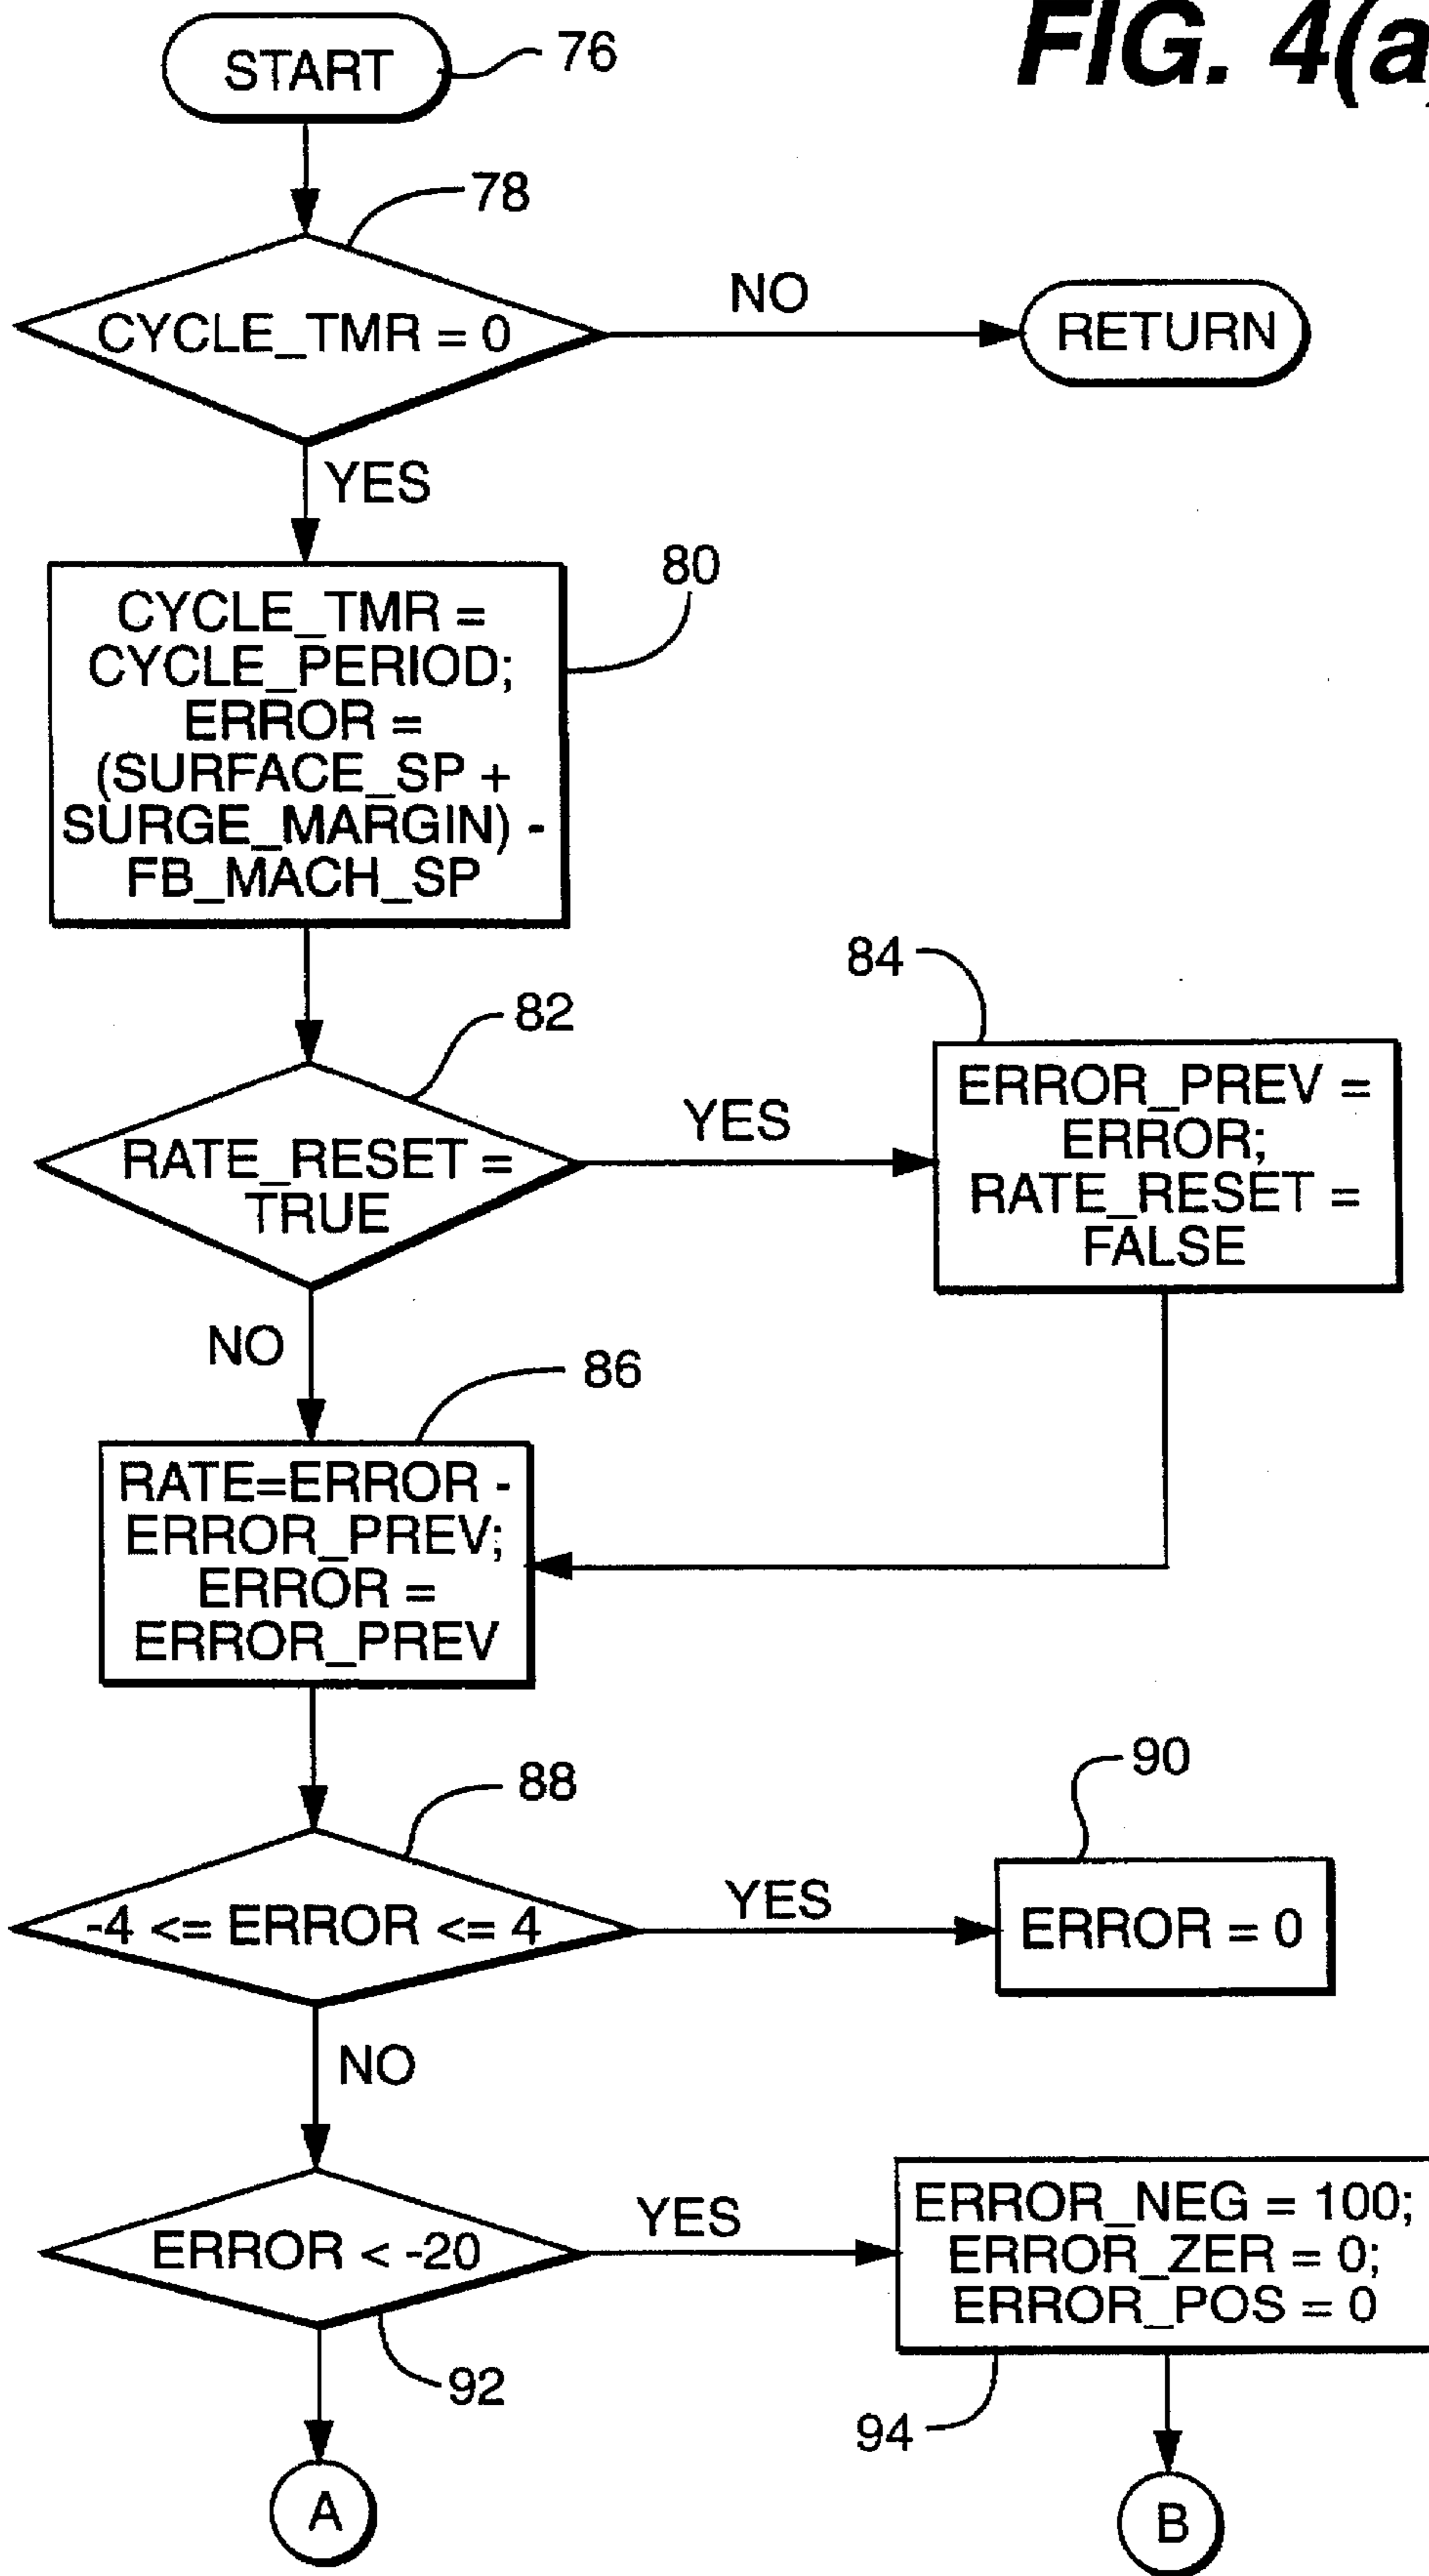 FIG. 4(a)
START
76
78
CYCLE_TMR = 0
NO
RETURN
YES
80
CYCLE_TMR =
CYCLE_PERIOD;
ERROR =
(SURFACE_SP +
SURGE_MARGIN) -
FB_MACH_SP
82
RATE_RESET =
TRUE
YES
84
ERROR_PREV =
ERROR;
RATE_RESET =
FALSE
NO
86
RATE=ERROR -
ERROR_PREV;
ERROR =
ERROR_PREV
88
-4 <= ERROR <= 4
YES
90
ERROR = 0
NO
ERROR < -20
92
YES
ERROR_NEG = 100;
ERROR_ZER = 0;
ERROR_POS = 0
94
A
B